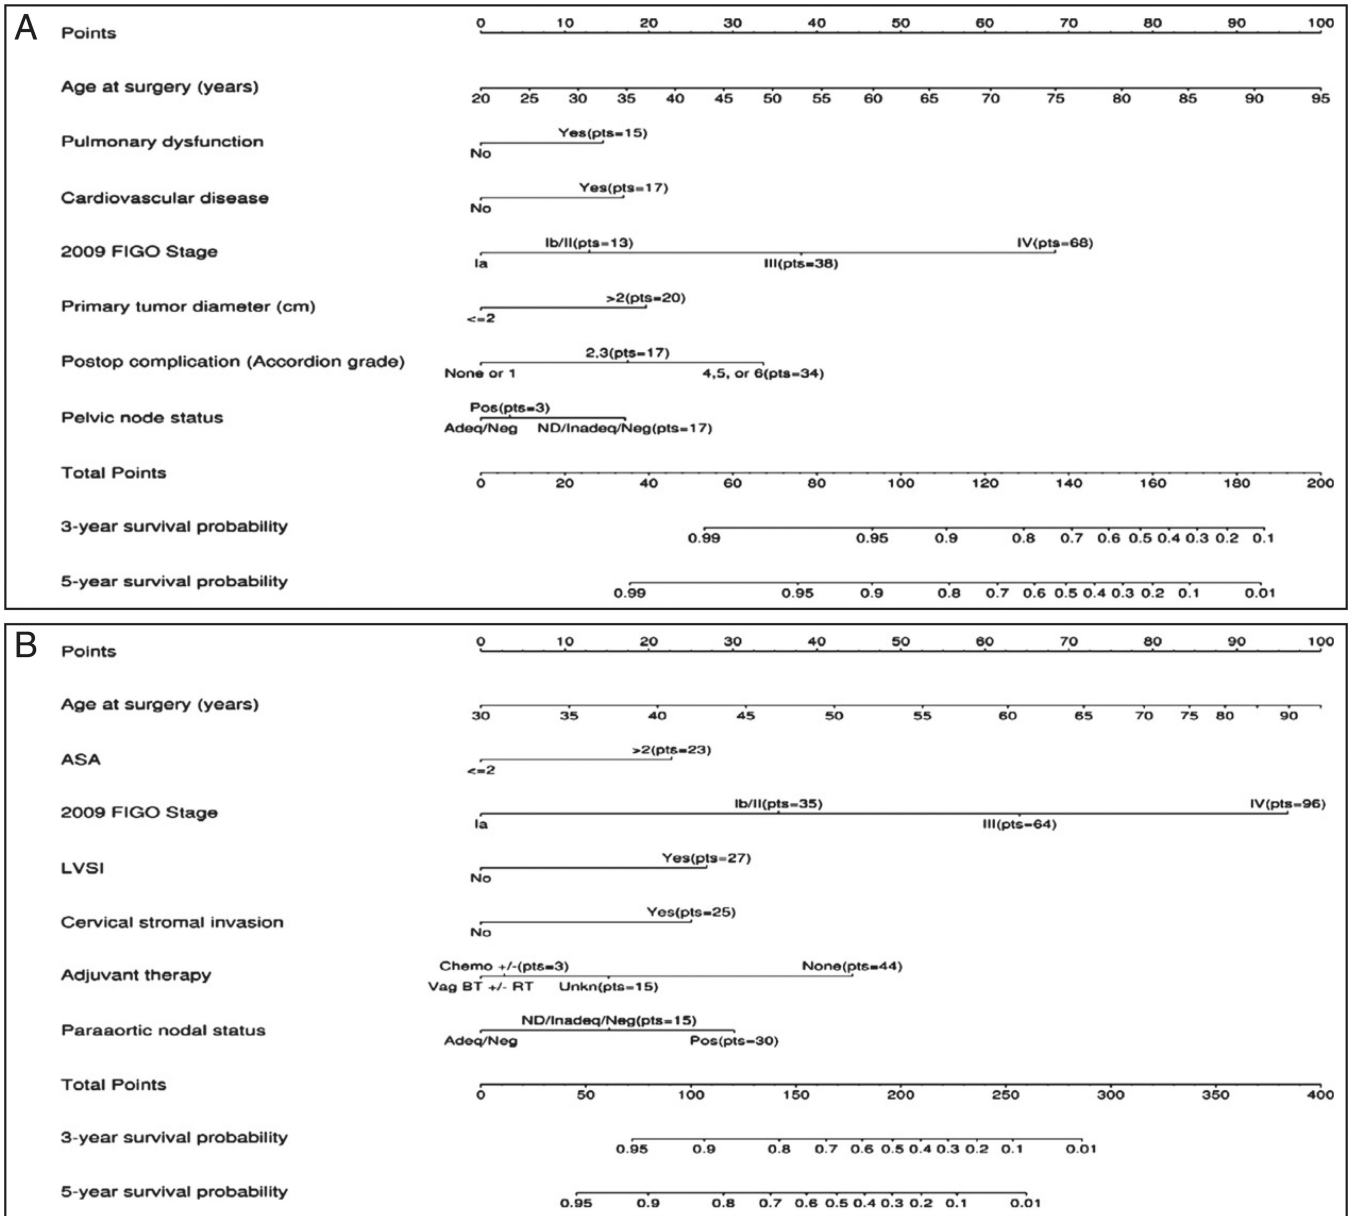 A
Points 0 10 20 30 40 50 60 70 80 90 100
Age at surgery (years) 20 25 30 35 40 45 50 55 60 65 70 75 80 85 90 95
Yes(pts=15)
Pulmonary dysfunction
No
Yes(pts=17)
Cardiovascular disease
No
Ib/II(pts=13) IV(pts=68)
2009 FIGO Stage
Ia III(pts=38)
>2(pts=20)
Primary tumor diameter (cm)
<=2
2,3(pts=17)
Postop complication (Accordion grade)
None or 1 4,5, or 6(pts=34)
Pos(pts=3)
Pelvic node status
Adeq/Neg ND/Inadeq/Neg(pts=17)
Total Points 0 20 40 60 80 100 120 140 160 180 200
3-year survival probability 0.99 0.95 0.9 0.8 0.7 0.6 0.5 0.4 0.3 0.2 0.1
5-year survival probability 0.99 0.95 0.9 0.8 0.7 0.6 0.5 0.4 0.3 0.2 0.1 0.01
B
Points 0 10 20 30 40 50 60 70 80 90 100
Age at surgery (years) 30 35 40 45 50 55 60 65 70 75 80 90
>2(pts=23)
ASA
<=2
Ib/II(pts=35) IV(pts=96)
2009 FIGO Stage
Ia III(pts=64)
Yes(pts=27)
LVSI
No
Yes(pts=25)
Cervical stromal invasion
No
Chemo +/-(pts=3) None(pts=44)
Adjuvant therapy
Vag BT +/- RT Unkn(pts=15)
ND/Inadeq/Neg(pts=15)
Paraaortic nodal status
Adeq/Neg Pos(pts=30)
Total Points 0 50 100 150 200 250 300 350 400
3-year survival probability 0.95 0.9 0.8 0.7 0.6 0.5 0.4 0.3 0.2 0.1 0.01
5-year survival probability 0.95 0.9 0.8 0.7 0.6 0.5 0.4 0.3 0.2 0.1 0.01